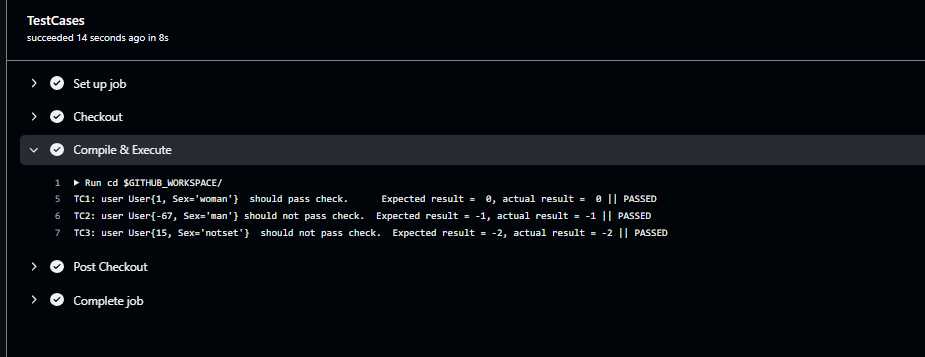 TestCases
succeeded 14 seconds ago in 8s
Set up job
Checkout
Compile & Execute
1 ▶ Run cd $GITHUB_WORKSPACE/
5 TC1: user User{1, Sex='woman'}  should pass check.      Expected result =  0, actual result =  0 || PASSED
6 TC2: user User{-67, Sex='man'} should not pass check.  Expected result = -1, actual result = -1 || PASSED
7 TC3: user User{15, Sex='notset'}  should not pass check.  Expected result = -2, actual result = -2 || PASSED
Post Checkout
Complete job